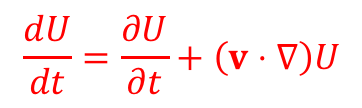 dU/dt = ∂U/∂t + (𝐯 · ∇)U